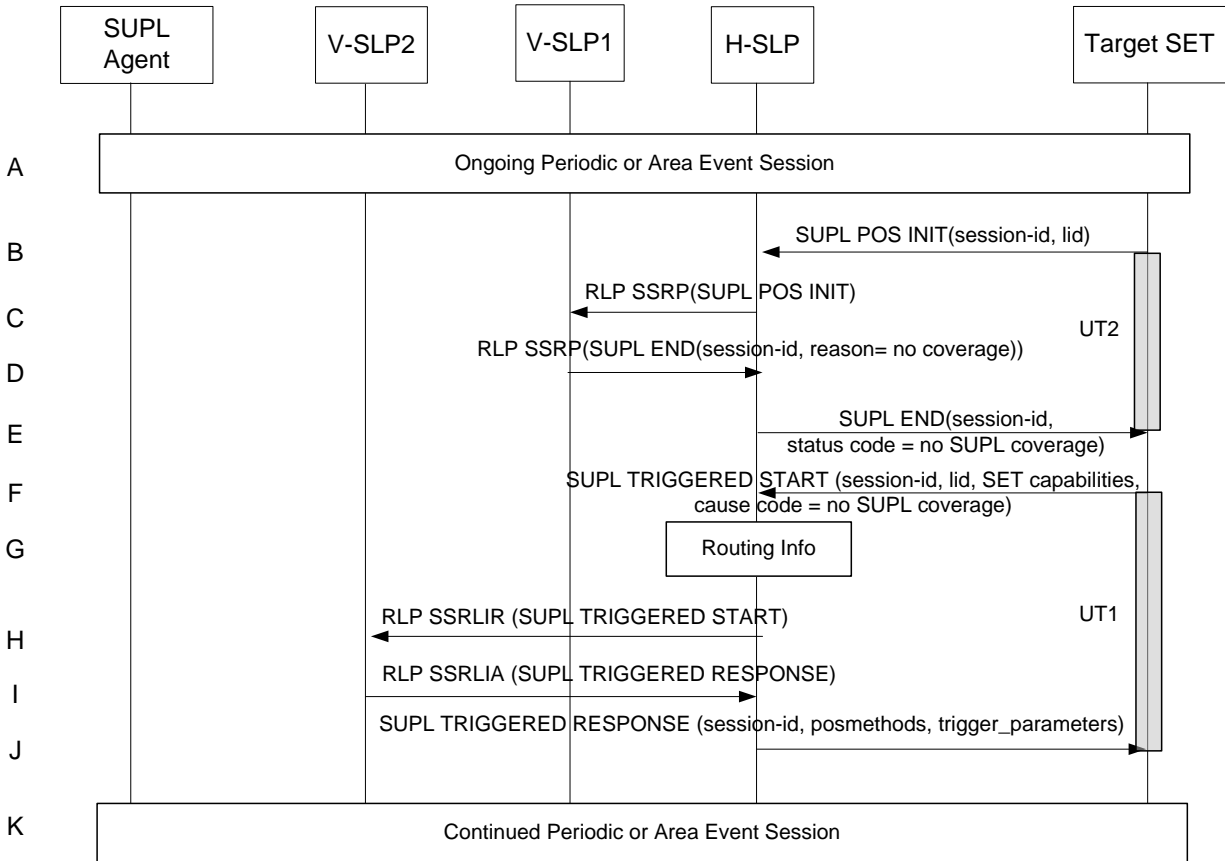 SUPL
Agent
V-SLP2
V-SLP1
H-SLP
Target SET
A
Ongoing Periodic or Area Event Session
B
SUPL POS INIT(session-id, lid)
C
RLP SSRP(SUPL POS INIT)
UT2
D
RLP SSRP(SUPL END(session-id, reason= no coverage))
E
SUPL END(session-id,
status code = no SUPL coverage)
F
SUPL TRIGGERED START (session-id, lid, SET capabilities,
cause code = no SUPL coverage)
G
Routing Info
H
RLP SSRLIR (SUPL TRIGGERED START)
UT1
I
RLP SSRLIA (SUPL TRIGGERED RESPONSE)
J
SUPL TRIGGERED RESPONSE (session-id, posmethods, trigger_parameters)
K
Continued Periodic or Area Event Session